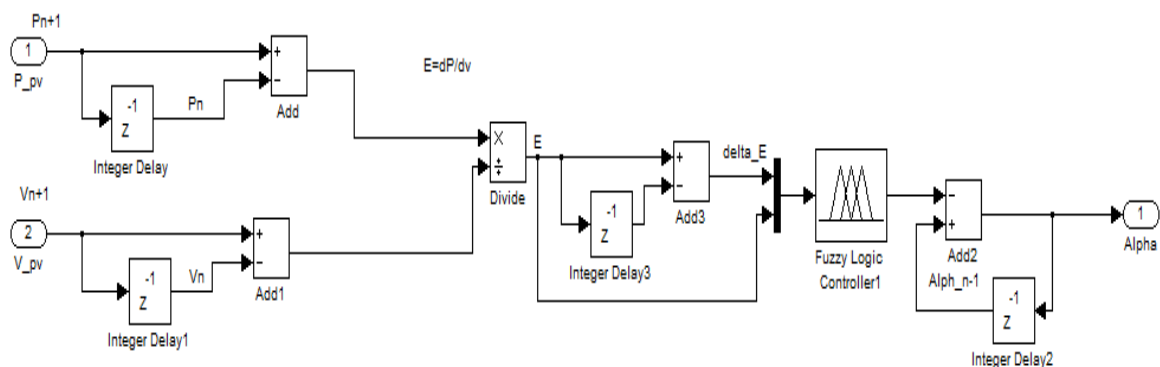 Pn+1
1
P_pv
-1
Z
Integer Delay
Pn
+
−
Add
E=dP/dv
Vn+1
2
V_pv
-1
Z
Integer Delay1
Vn
+
−
Add1
×
÷
Divide
E
-1
Z
Integer Delay3
+
−
Add3
delta_E
Fuzzy Logic
Controller1
−
+
Add2
Alph_n-1
-1
Z
Integer Delay2
1
Alpha